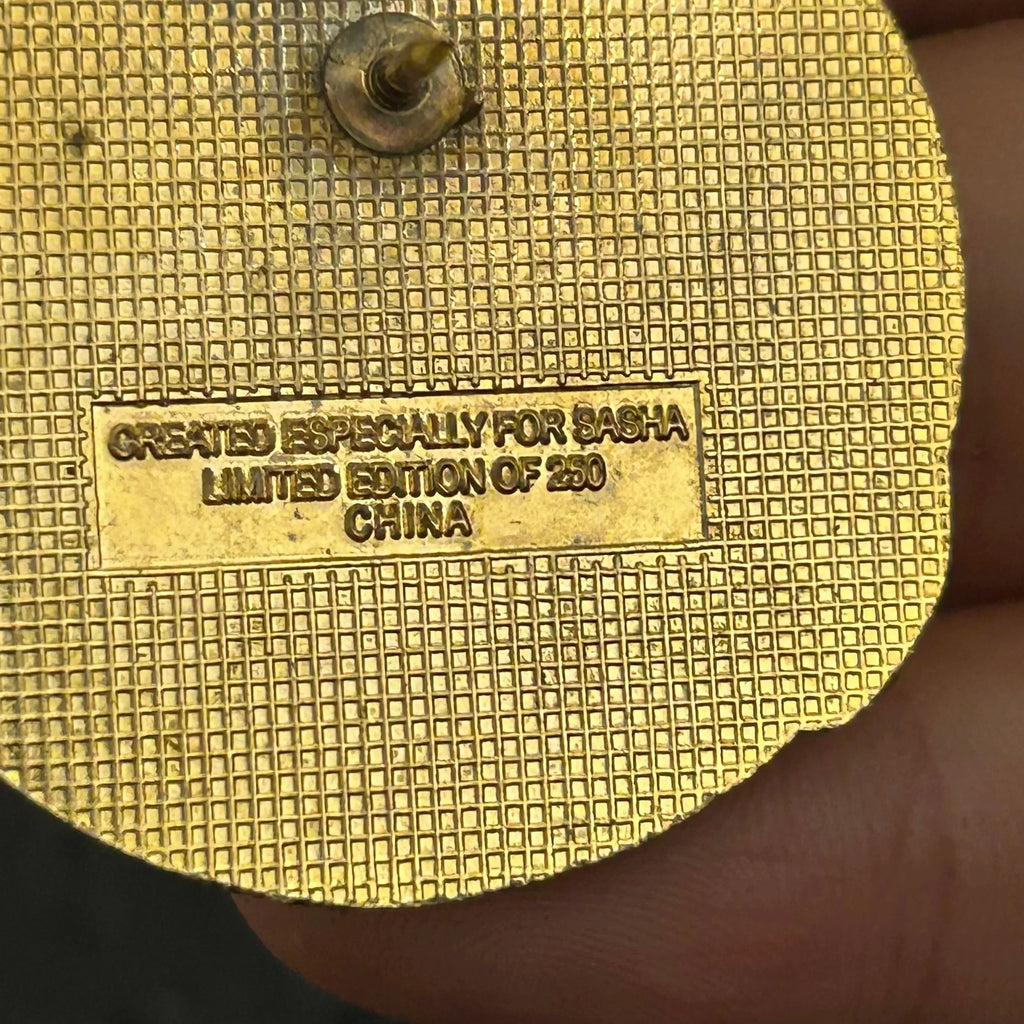 CREATED ESPECIALLY FOR SASHA
LIMITED EDITION OF 250
CHINA